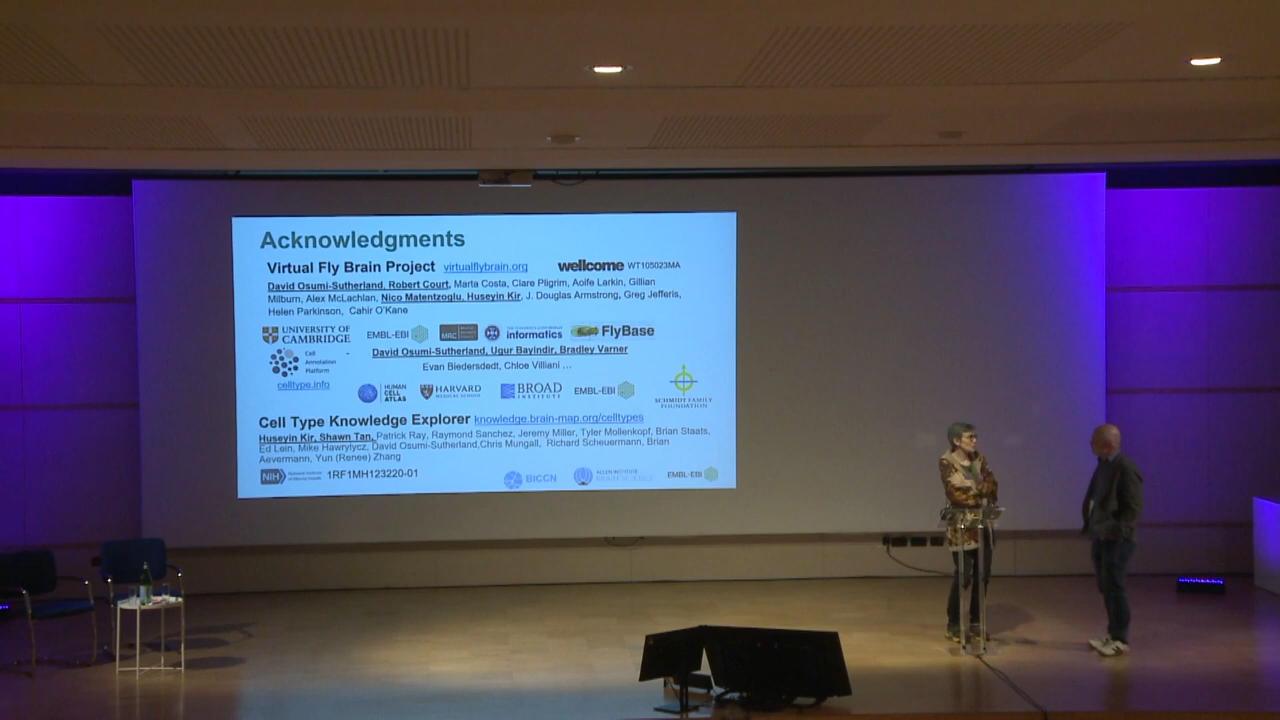 Acknowledgments
Virtual Fly Brain Project virtualflybrain.org wellcome WT105023MA
David Osumi-Sutherland, Robert Court, Marta Costa, Clare Pilgrim, Aoife Larkin, Gillian
Milburn, Alex McLachlan, Nico Matentzoglu, Huseyin Kir, J. Douglas Armstrong, Greg Jefferis,
Helen Parkinson, Cahir O'Kane
UNIVERSITY OF CAMBRIDGE EMBL-EBI MRC informatics FlyBase
Cell Annotation Platform
David Osumi-Sutherland, Ugur Bayindir, Bradley Varner
Evan Biedersdedt, Chloe Villiani ...
celltype.info
HUMAN CELL ATLAS HARVARD MEDICAL SCHOOL BROAD INSTITUTE EMBL-EBI SCHMIDT FAMILY FOUNDATION
Cell Type Knowledge Explorer knowledge.brain-map.org/celltypes
Huseyin Kir, Shawn Tan, Patrick Ray, Raymond Sanchez, Jeremy Miller, Tyler Mollenkopf, Brian Staats,
Ed Lein, Mike Hawrylycz, David Osumi-Sutherland,Chris Mungall, Richard Scheuermann, Brian
Aevermann, Yun (Renee) Zhang
NIH 1RF1MH123220-01 BICCN ALLEN INSTITUTE EMBL-EBI